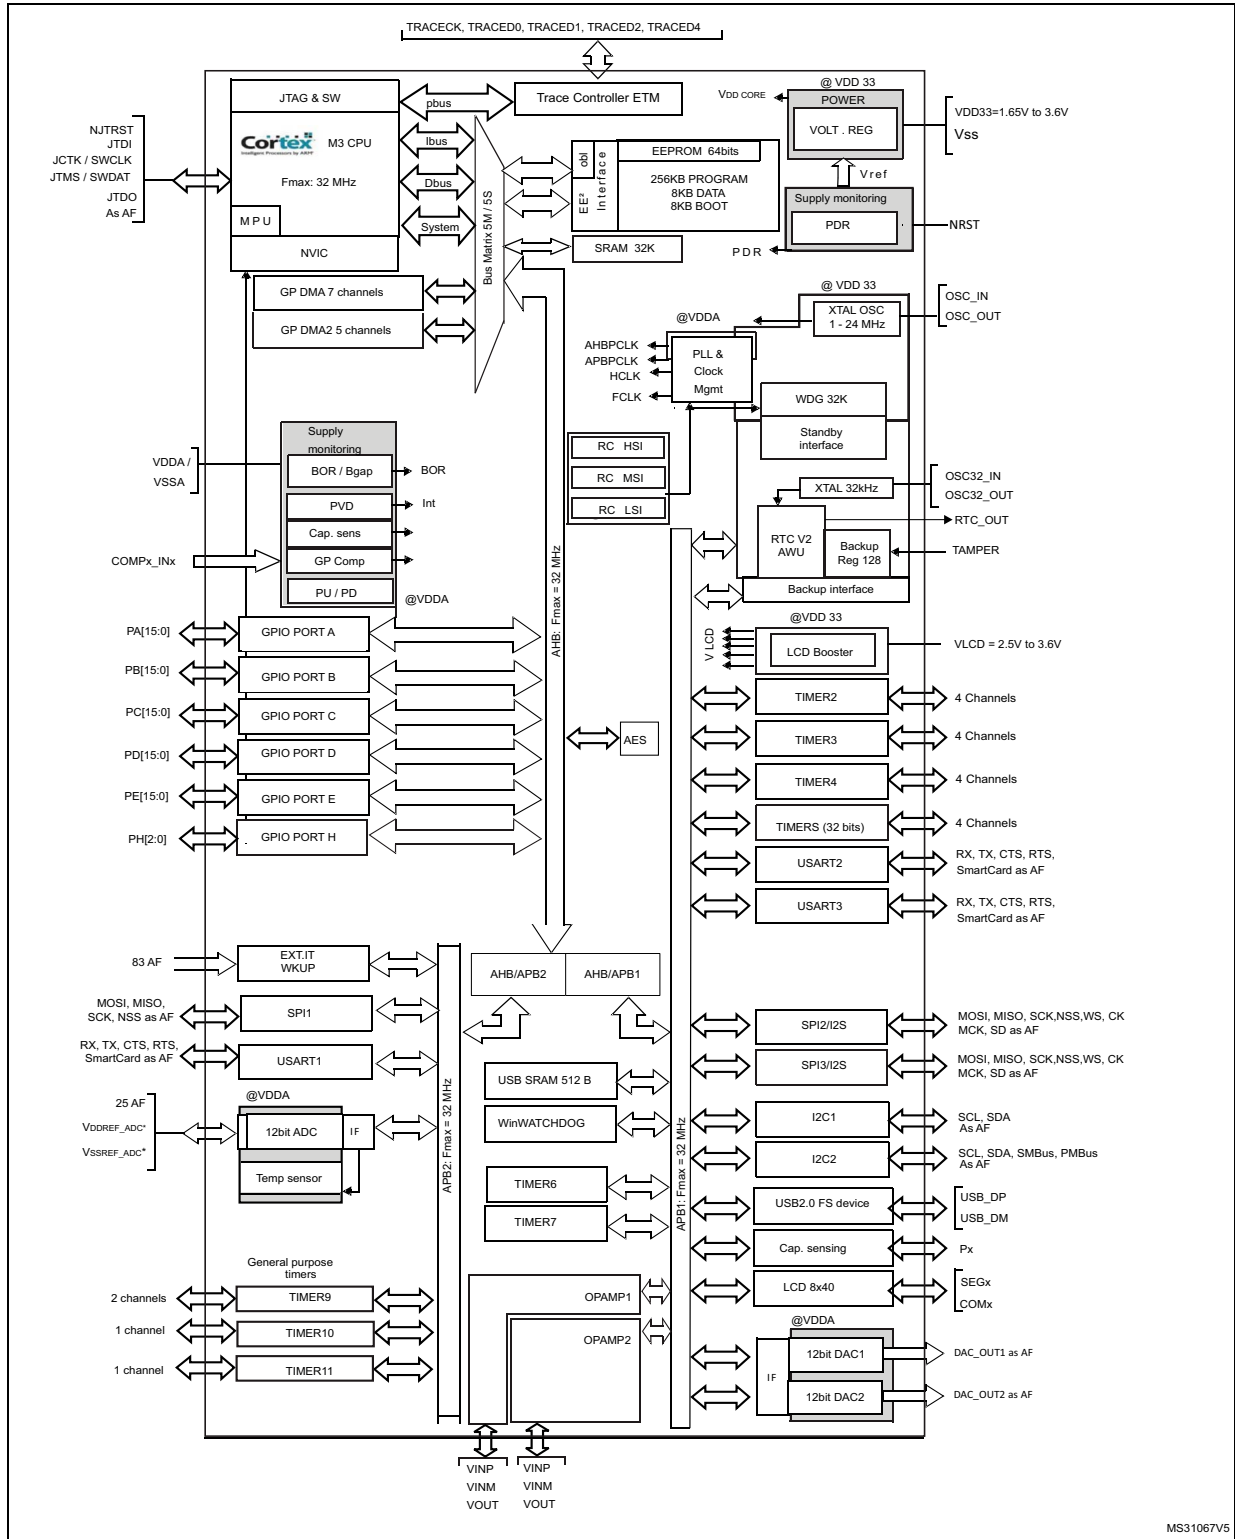 TRACECK, TRACED0, TRACED1, TRACED2, TRACED4
JTAG & SW
pbus
Trace Controller ETM
NJTRST
JTDI
JCTK / SWCLK
JTMS / SWDAT
JTDO
As AF
Cortex
Intelligent Processors by ARM®
M3 CPU
Fmax: 32 MHz
MPU
NVIC
Ibus
Dbus
System
Bus Matrix 5M / 5S
GP DMA 7 channels
GP DMA2 5 channels
EE² Interface
obl
EEPROM 64bits
256KB PROGRAM
8KB DATA
8KB BOOT
SRAM 32K
@ VDD 33
VDD CORE
POWER
VOLT . REG
VDD33=1.65V to 3.6V
Vss
Vref
Supply monitoring
PDR
PDR
NRST
@ VDD 33
XTAL OSC
1 - 24 MHz
OSC_IN
OSC_OUT
@VDDA
PLL &
Clock
Mgmt
AHBPCLK
APBPCLK
HCLK
FCLK
WDG 32K
Standby
interface
RC HSI
RC MSI
RC LSI
XTAL 32kHz
OSC32_IN
OSC32_OUT
RTC V2
AWU
Backup
Reg 128
RTC_OUT
TAMPER
Backup interface
VDDA /
VSSA
Supply
monitoring
BOR / Bgap
BOR
PVD
Int
Cap. sens
COMPx_INx
GP Comp
PU / PD
@VDDA
AHB: Fmax = 32 MHz
PA[15:0]
GPIO PORT A
PB[15:0]
GPIO PORT B
PC[15:0]
GPIO PORT C
PD[15:0]
GPIO PORT D
PE[15:0]
GPIO PORT E
PH[2:0]
GPIO PORT H
AES
@VDD 33
V LCD
LCD Booster
VLCD = 2.5V to 3.6V
TIMER2
4 Channels
TIMER3
4 Channels
TIMER4
4 Channels
TIMERS (32 bits)
4 Channels
USART2
RX, TX, CTS, RTS,
SmartCard as AF
USART3
RX, TX, CTS, RTS,
SmartCard as AF
83 AF
EXT.IT
WKUP
AHB/APB2
AHB/APB1
MOSI, MISO,
SCK, NSS as AF
SPI1
RX, TX, CTS, RTS,
SmartCard as AF
USART1
APB2: Fmax = 32 MHz
APB1: Fmax = 32 MHz
SPI2/I2S
MOSI, MISO, SCK,NSS,WS, CK
MCK, SD as AF
SPI3/I2S
MOSI, MISO, SCK,NSS,WS, CK
MCK, SD as AF
USB SRAM 512 B
WinWATCHDOG
@VDDA
25 AF
VDDREF_ADC*
VSSREF_ADC*
12bit ADC
IF
Temp sensor
I2C1
SCL, SDA
As AF
I2C2
SCL, SDA, SMBus, PMBus
As AF
TIMER6
TIMER7
USB2.0 FS device
USB_DP
USB_DM
Cap. sensing
Px
LCD 8x40
SEGx
COMx
General purpose
timers
2 channels
TIMER9
1 channel
TIMER10
1 channel
TIMER11
OPAMP1
OPAMP2
@VDDA
IF
12bit DAC1
DAC_OUT1 as AF
12bit DAC2
DAC_OUT2 as AF
VINP
VINM
VOUT
VINP
VINM
VOUT
MS31067V5